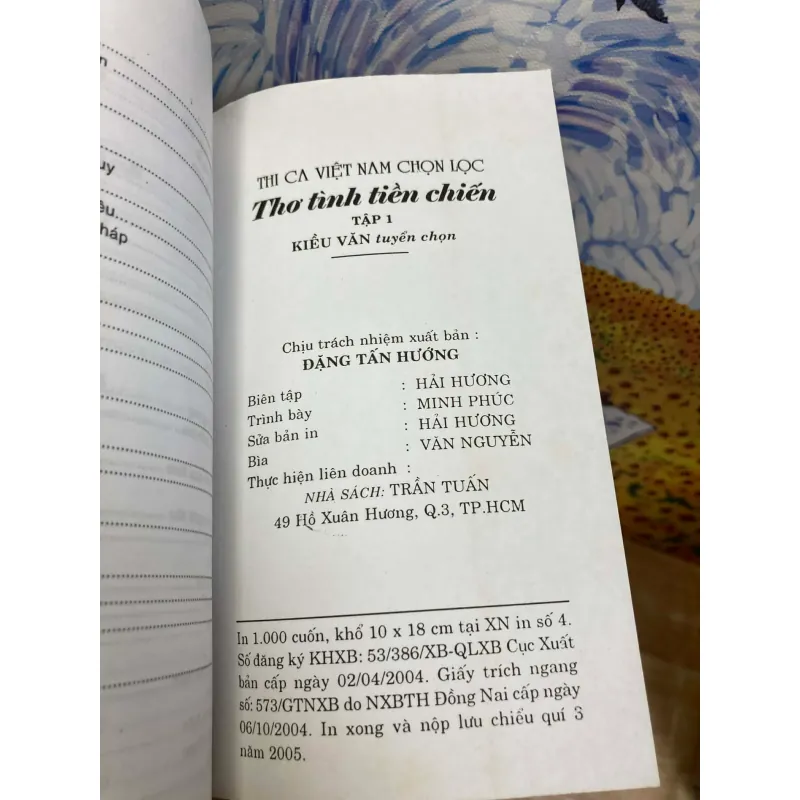 uy
THI CA VIỆT NAM CHỌN LỌC
Thơ tình tiền chiến
TẬP 1
KIỀU VĂN tuyển chọn
Chịu trách nhiệm xuất bản :
ĐẶNG TẤN HƯỚNG
Biên tập : HẢI HƯƠNG
Trình bày : MINH PHÚC
Sửa bản in : HẢI HƯƠNG
Bìa : VĂN NGUYỄN
Thực hiện liên doanh :
NHÀ SÁCH: TRẦN TUẤN
49 Hồ Xuân Hương, Q.3, TP.HCM
In 1.000 cuốn, khổ 10 x 18 cm tại XN in số 4.
Số đăng ký KHXB: 53/386/XB-QLXB Cục Xuất
bản cấp ngày 02/04/2004. Giấy trích ngang
số: 573/GTNXB do NXBTH Đồng Nai cấp ngày
06/10/2004. In xong và nộp lưu chiểu quí 3
năm 2005.